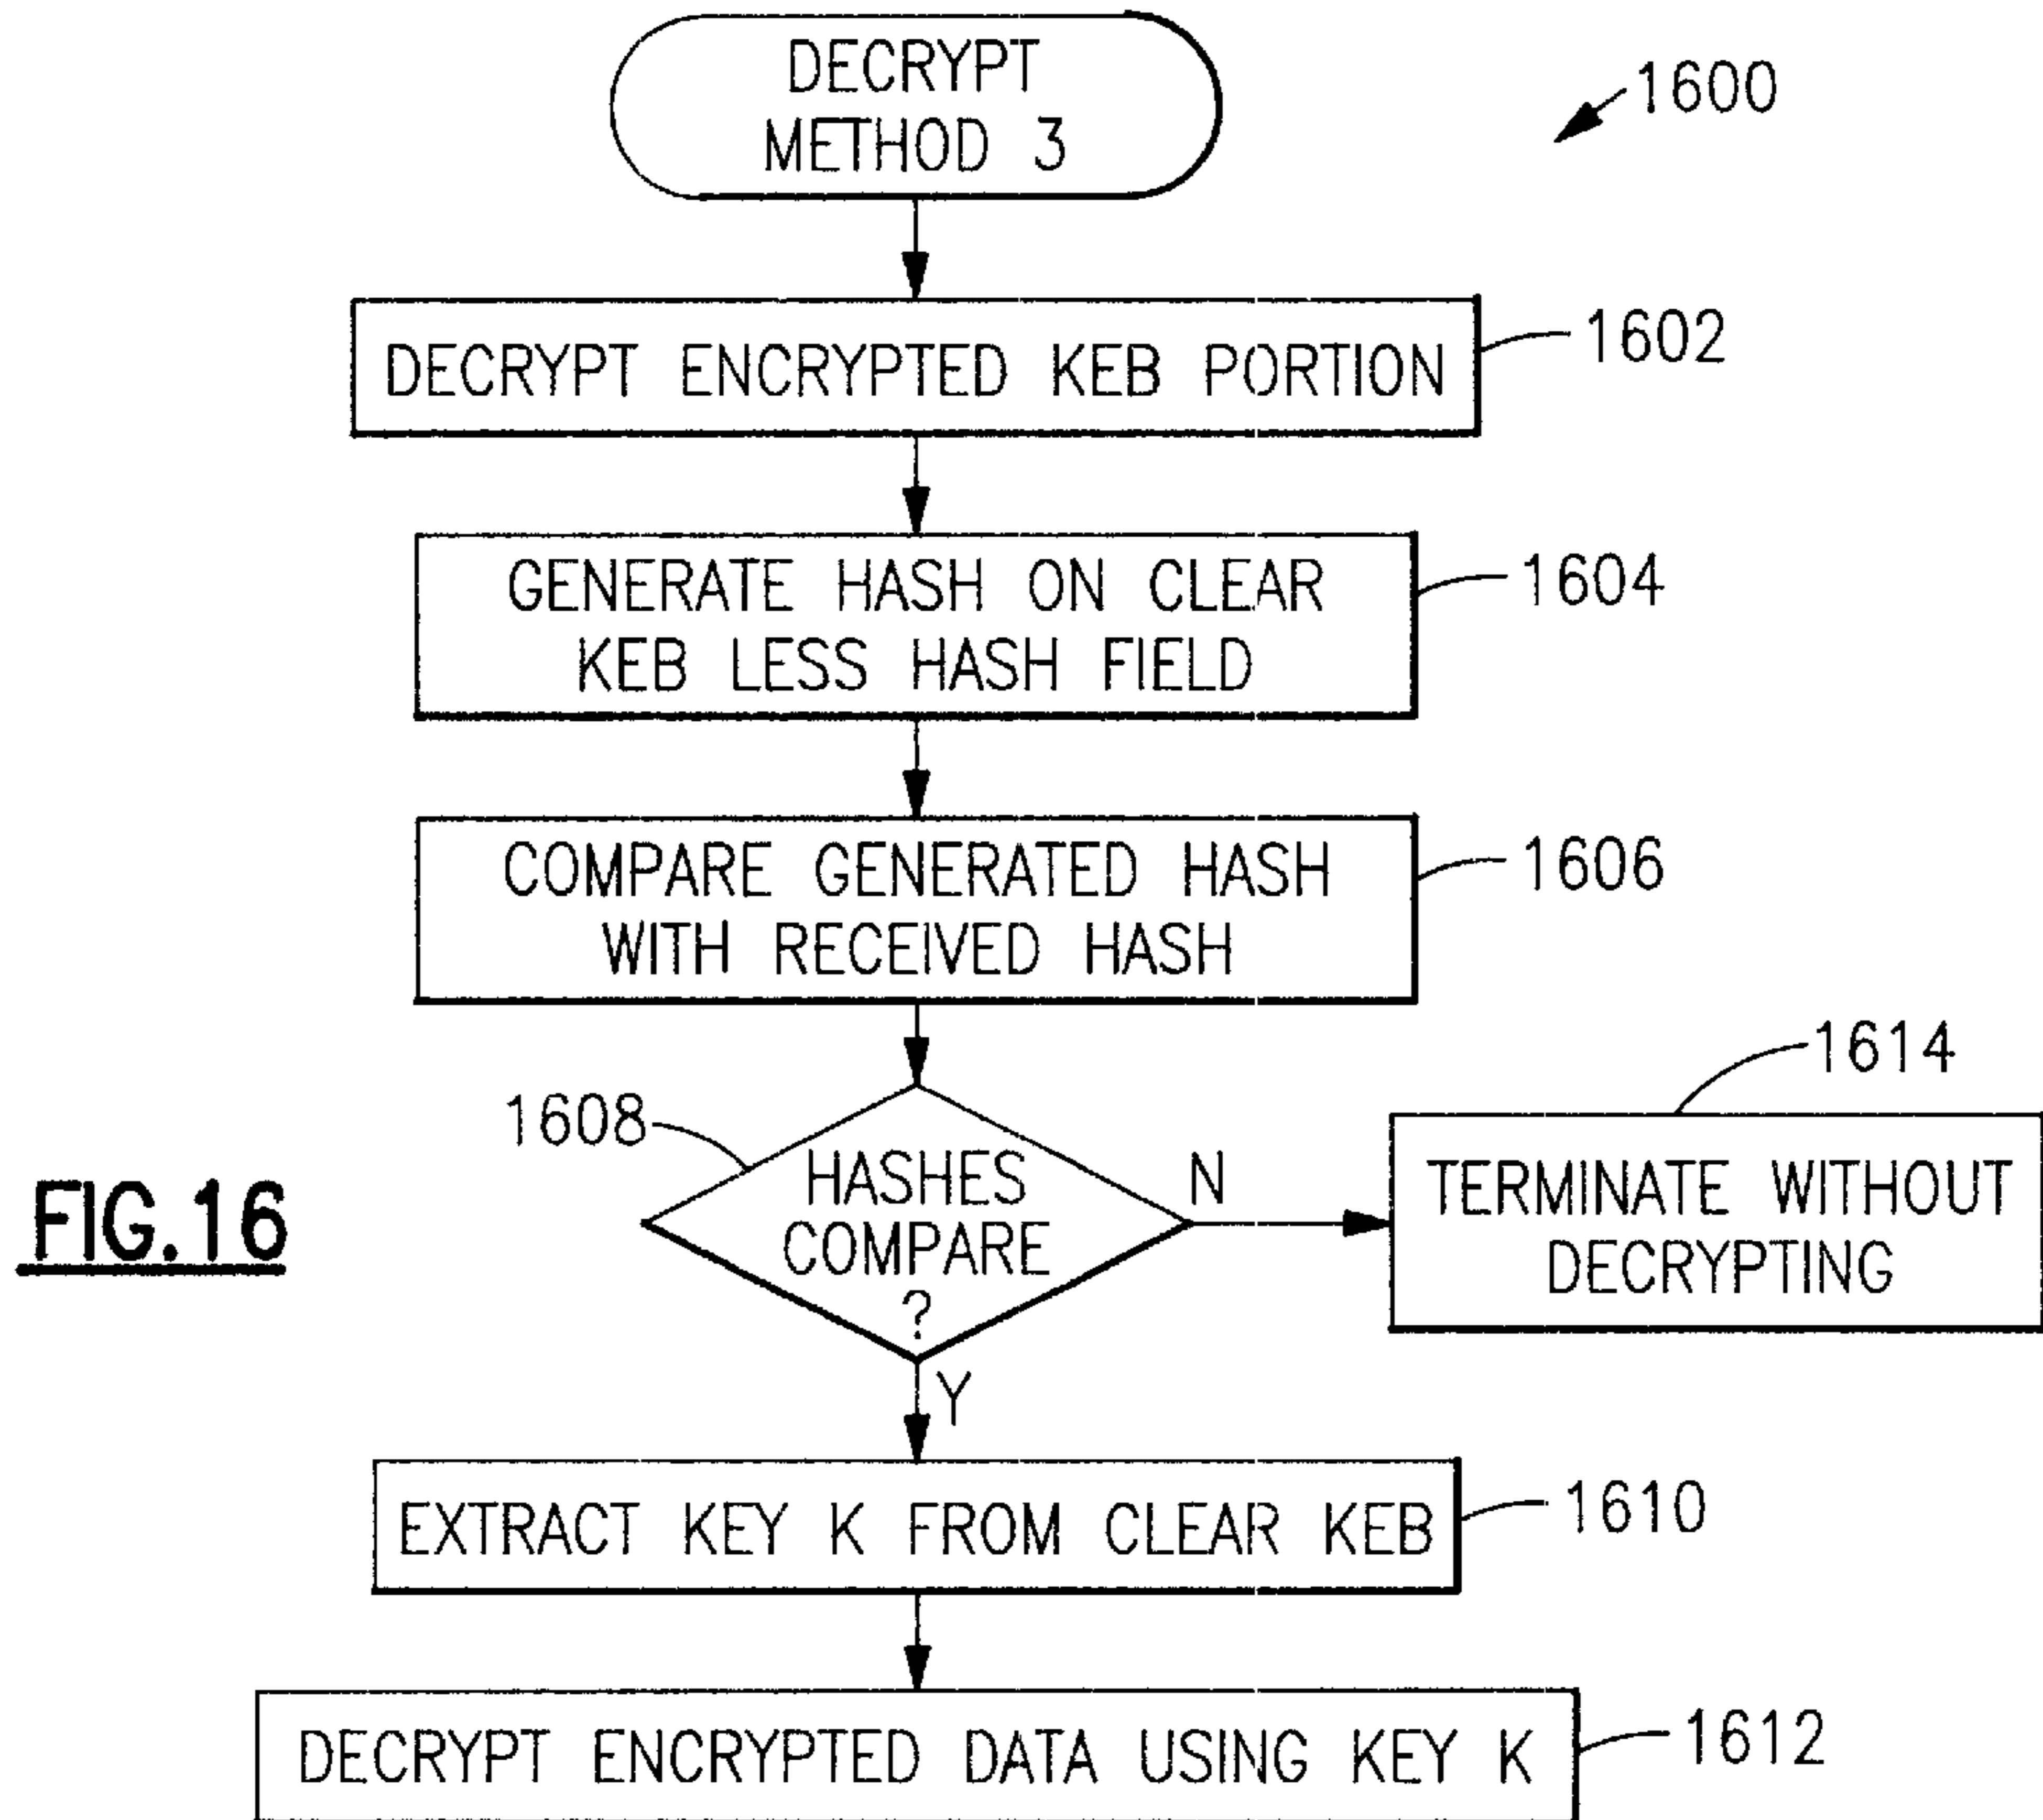 DECRYPT
METHOD 3
1600
DECRYPT ENCRYPTED KEB PORTION
1602
GENERATE HASH ON CLEAR
KEB LESS HASH FIELD
1604
COMPARE GENERATED HASH
WITH RECEIVED HASH
1606
1608
HASHES
COMPARE
?
N
Y
1614
TERMINATE WITHOUT
DECRYPTING
FIG.16
EXTRACT KEY K FROM CLEAR KEB
1610
DECRYPT ENCRYPTED DATA USING KEY K
1612